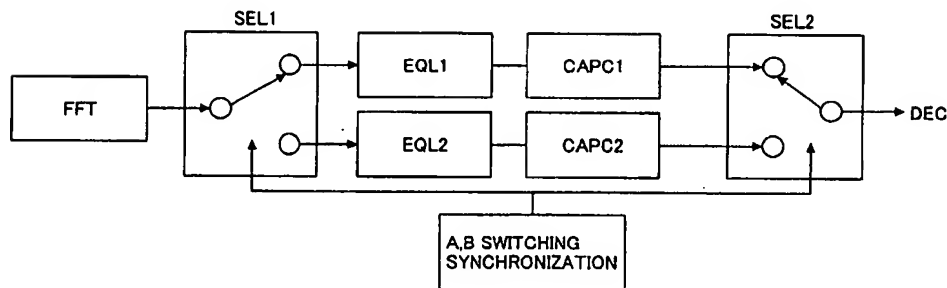 SEL1
SEL2
FFT
EQL1
CAPC1
EQL2
CAPC2
DEC
A,B SWITCHING
SYNCHRONIZATION